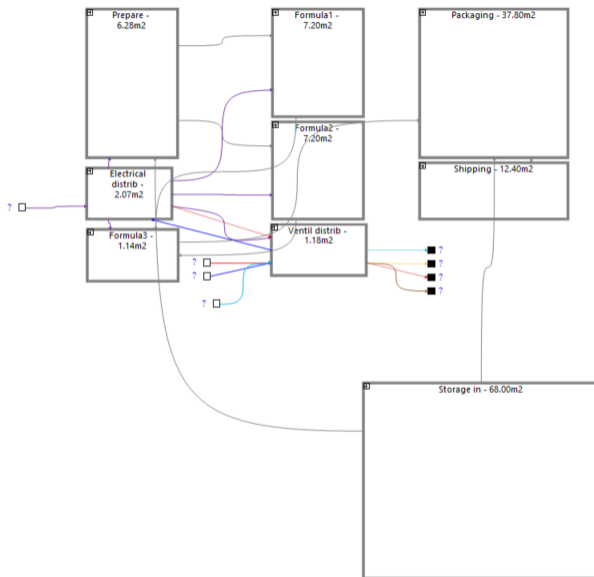 Prepare -
6.28m2
Formula1 -
7.20m2
Packaging - 37.80m2
Formula2 -
7.20m2
Electrical
distrib -
2.07m2
Shipping - 12.40m2
?
Formula3 -
1.14m2
Ventil distrib -
1.18m2
?
?
?
?
?
?
?
Storage in - 68.00m2